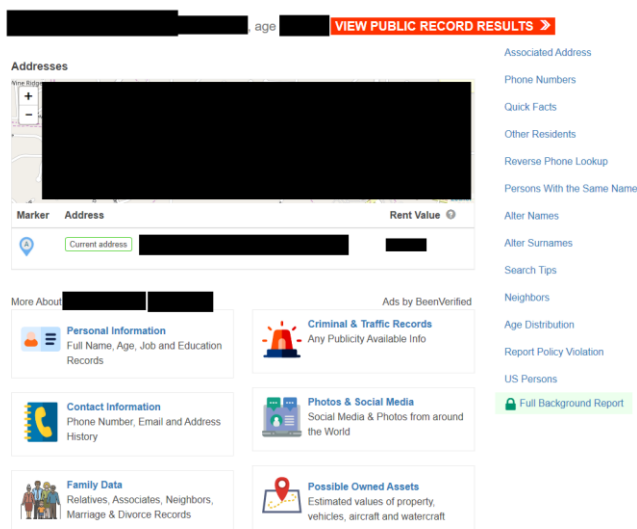 , age
VIEW PUBLIC RECORD RESULTS
Addresses
+
−
Marker Address Rent Value ?
A Current address
More About
Ads by BeenVerified
Personal Information
Full Name, Age, Job and Education
Records
Criminal & Traffic Records
Any Publicity Available Info
Contact Information
Phone Number, Email and Address
History
Photos & Social Media
Social Media & Photos from around
the World
Family Data
Relatives, Associates, Neighbors,
Marriage & Divorce Records
Possible Owned Assets
Estimated values of property,
vehicles, aircraft and watercraft
Associated Address
Phone Numbers
Quick Facts
Other Residents
Reverse Phone Lookup
Persons With the Same Name
Alter Names
Alter Surnames
Search Tips
Neighbors
Age Distribution
Report Policy Violation
US Persons
Full Background Report